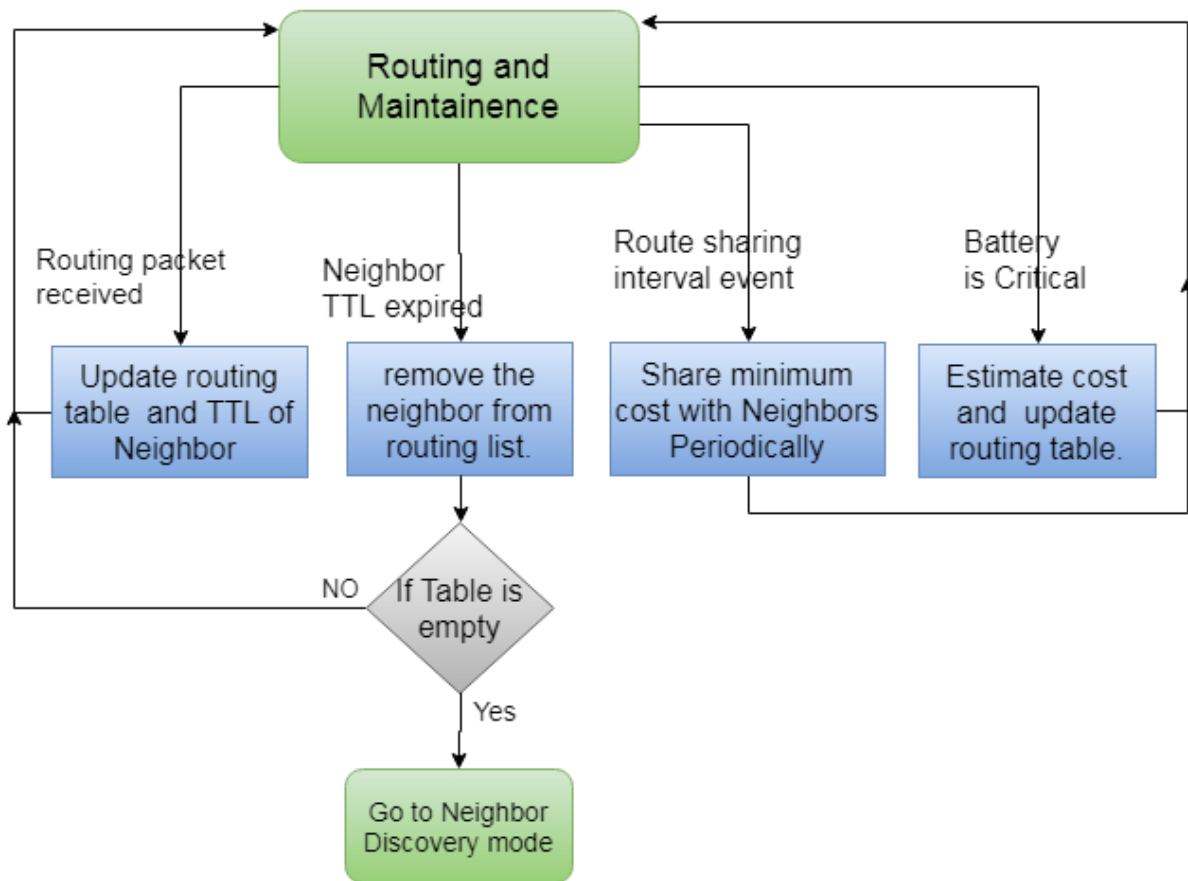 Routing and
Maintainence
Routing packet
received
Neighbor
TTL expired
Route sharing
interval event
Battery
is Critical
Update routing
table and TTL of
Neighbor
remove the
neighbor from
routing list.
Share minimum
cost with Neighbors
Periodically
Estimate cost
and update
routing table.
NO
If Table is
empty
Yes
Go to Neighbor
Discovery mode